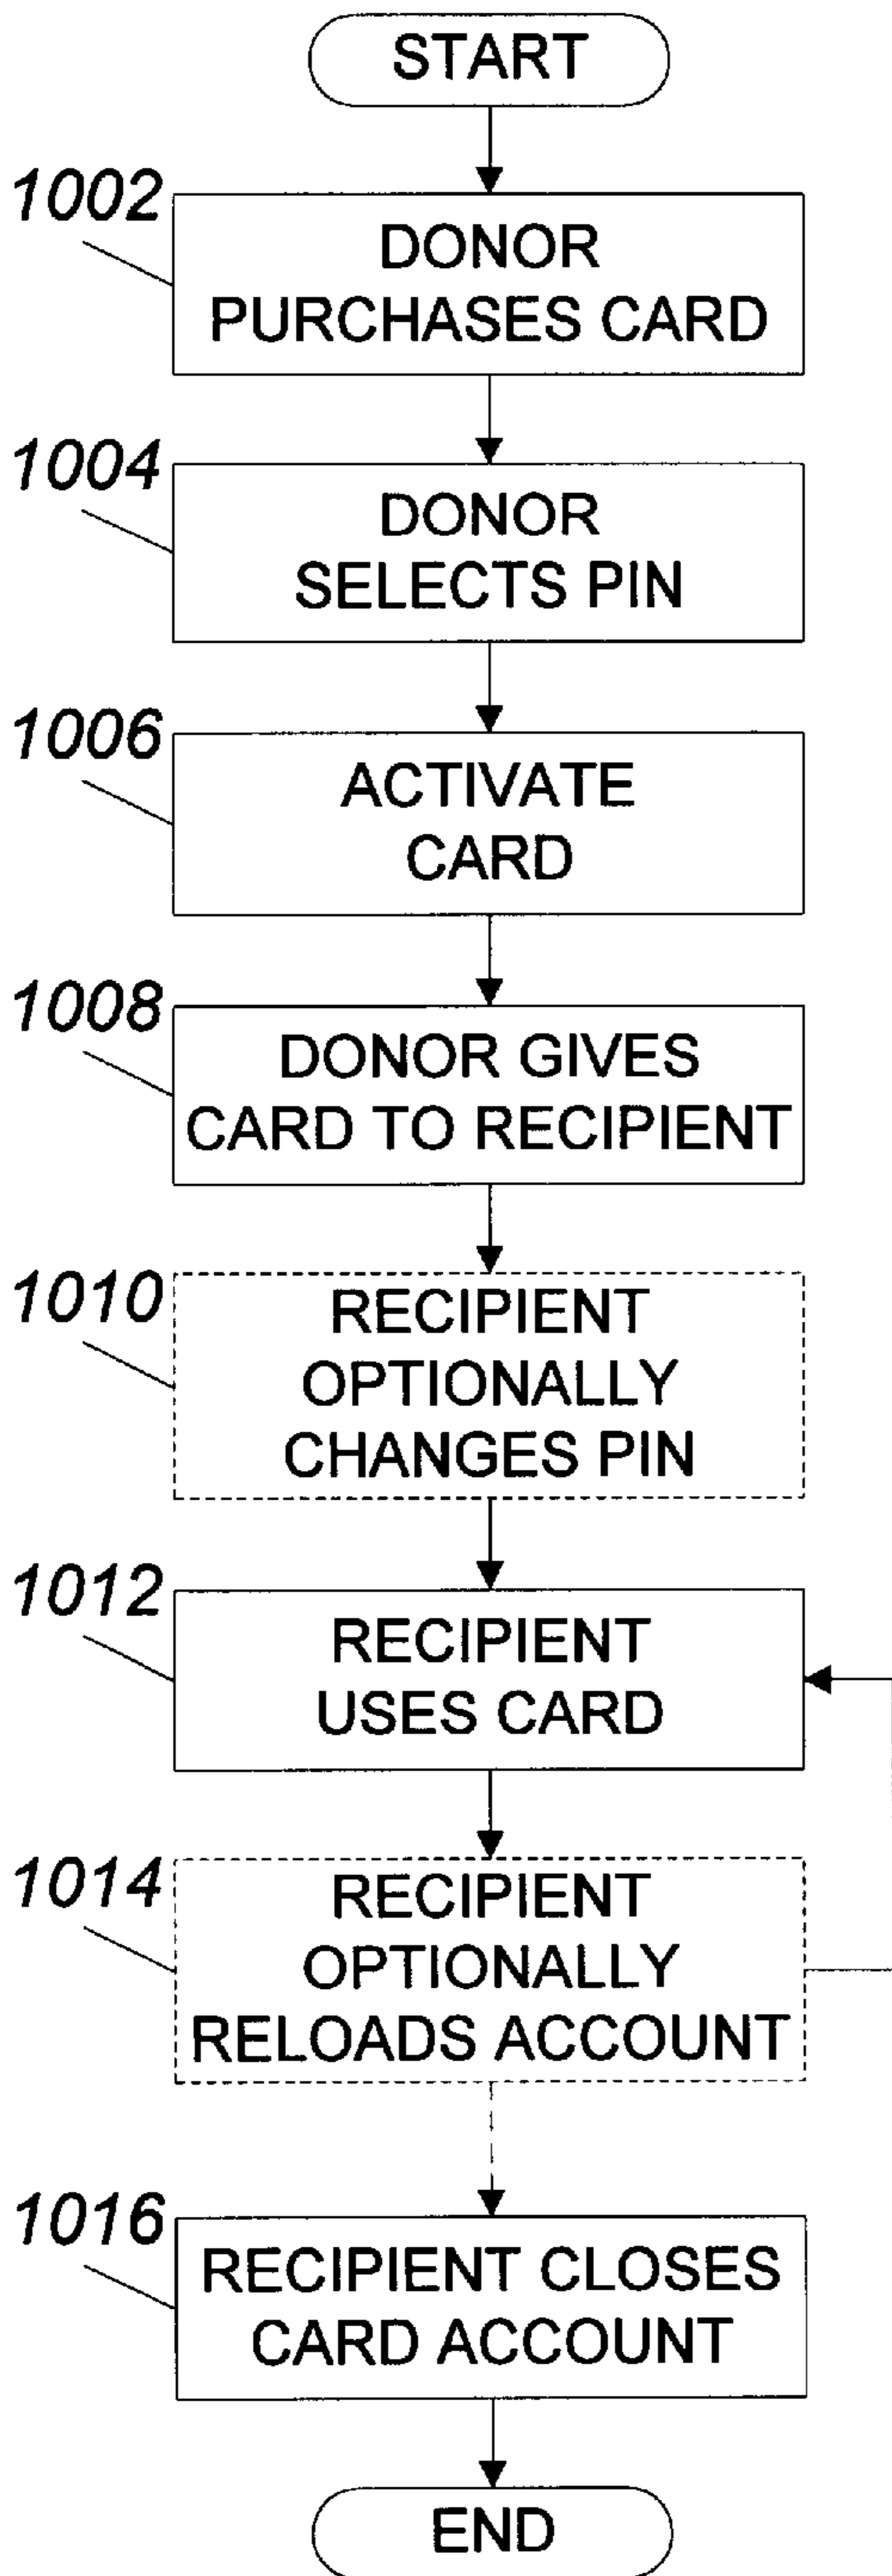 START
1002
DONOR
PURCHASES CARD
1004
DONOR
SELECTS PIN
1006
ACTIVATE
CARD
1008
DONOR GIVES
CARD TO RECIPIENT
1010
RECIPIENT
OPTIONALLY
CHANGES PIN
1012
RECIPIENT
USES CARD
1014
RECIPIENT
OPTIONALLY
RELOADS ACCOUNT
1016
RECIPIENT CLOSES
CARD ACCOUNT
END